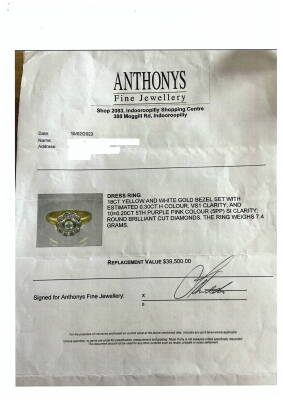 ANTHONYS
Fine Jewellery
Shop 2083, Indooroopilly Shopping Centre
388 Moggill Rd, Indooroopilly
Date 10/02/2023
Name:
Address:
DRESS RING
18CT YELLOW AND WHITE GOLD BEZEL SET WITH
ESTIMATED 0.30CT H COLOUR, VS1 CLARITY; AND
10=0.20CT 5TH PURPLE PINK COLOUR (5PP) SI CLARITY;
ROUND BRILLIANT CUT DIAMONDS. THE RING WEIGHS 7.4
GRAMS.
REPLACEMENT VALUE $39,500.00
Signed for Anthonys Fine Jewellery: x
x